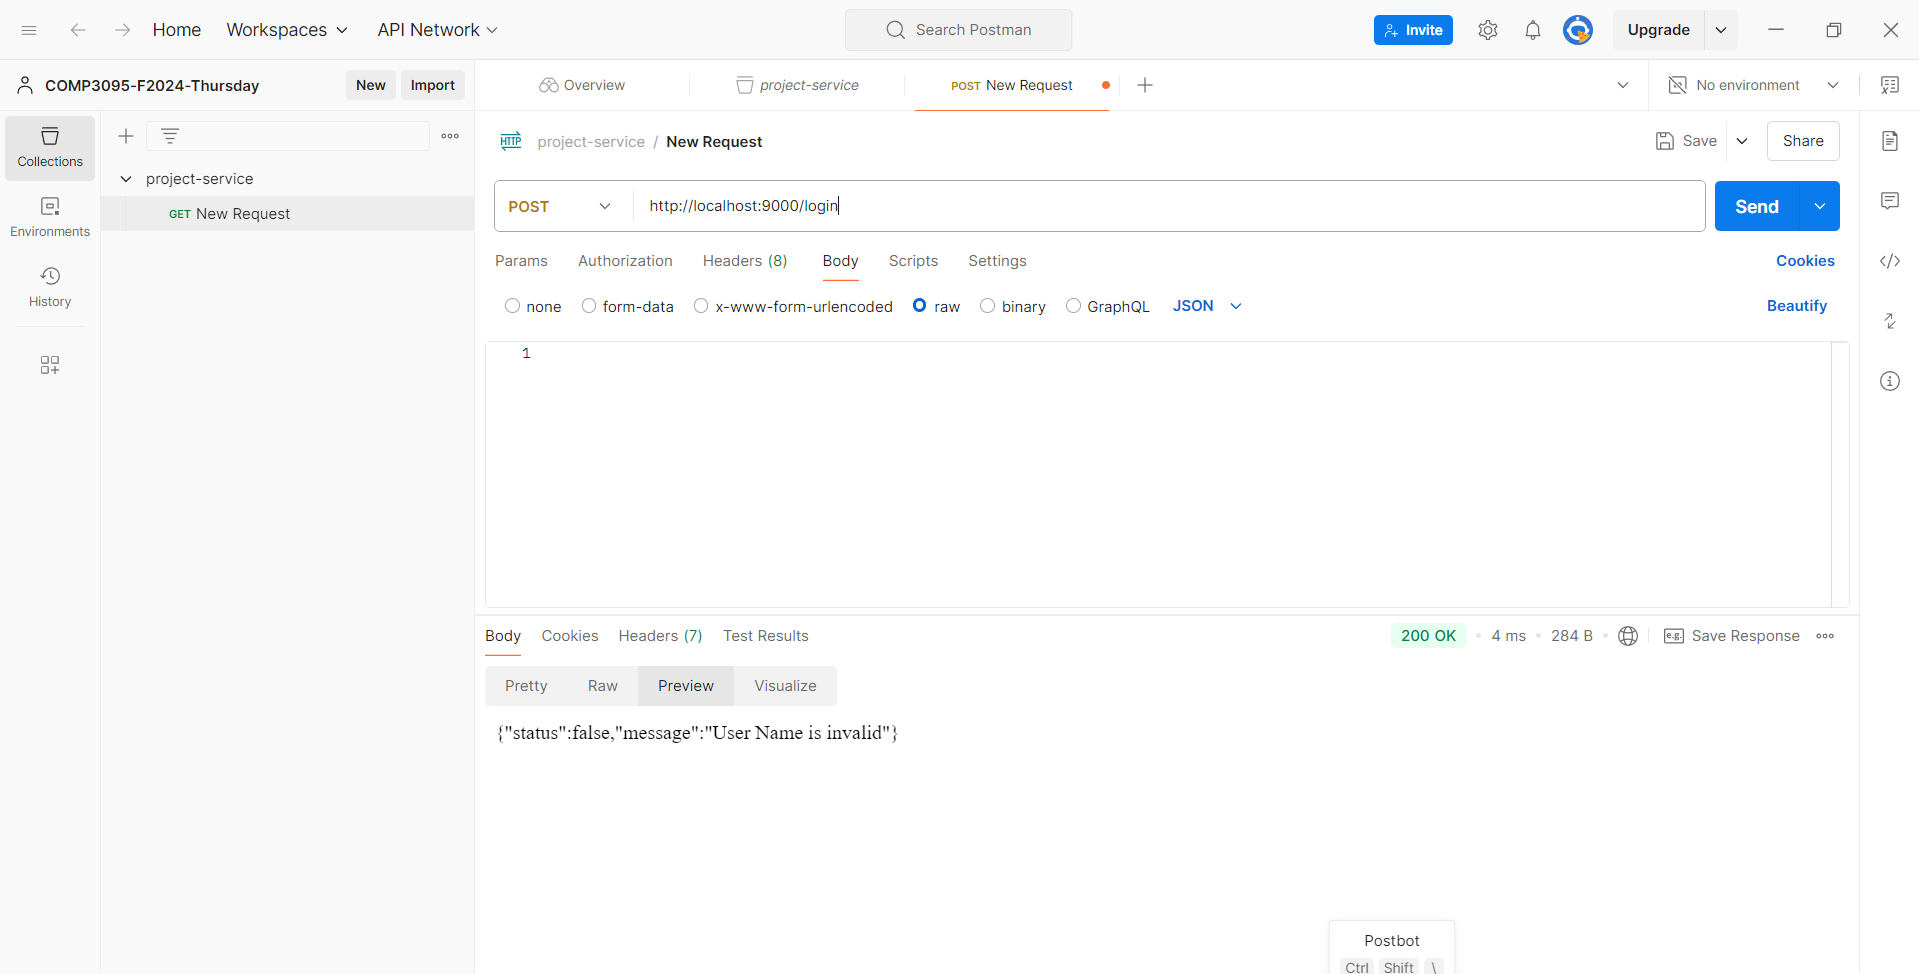 Home Workspaces API Network Search Postman Invite Upgrade
COMP3095-F2024-Thursday New Import Overview project-service POST New Request No environment
Collections
project-service / New Request Save Share
project-service
GET New Request
POST http://localhost:9000/login Send
Environments
Params Authorization Headers (8) Body Scripts Settings Cookies
History
none form-data x-www-form-urlencoded raw binary GraphQL JSON Beautify
1
Body Cookies Headers (7) Test Results 200 OK 4 ms 284 B e.g. Save Response
Pretty Raw Preview Visualize
{"status":false,"message":"User Name is invalid"}
Postbot
Ctrl Shift \